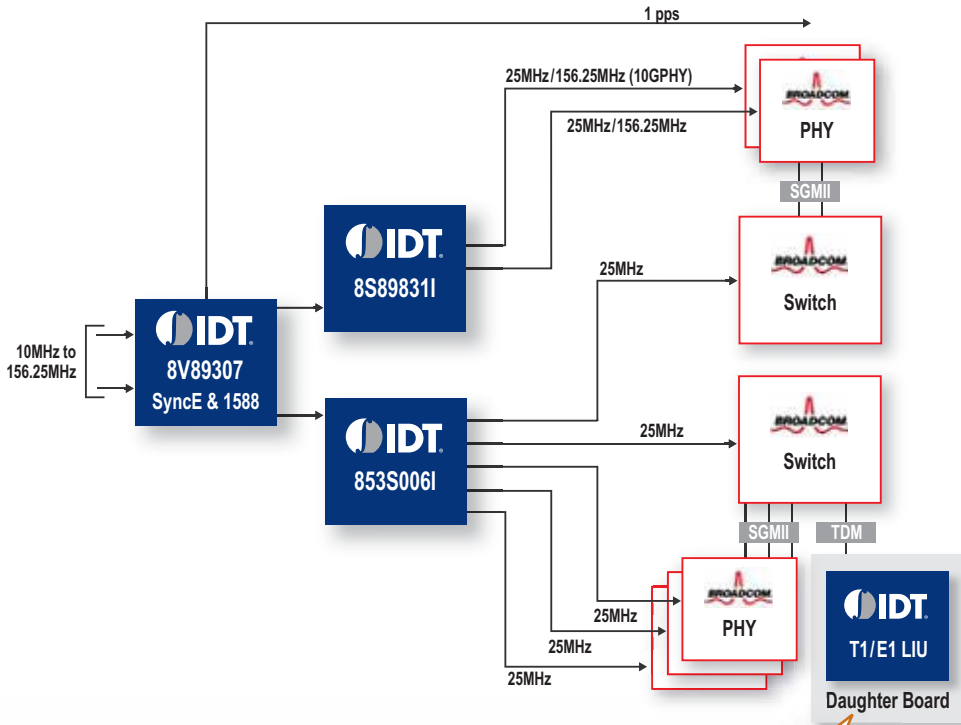 1 pps
25MHz/156.25MHz (10GPHY)
25MHz/156.25MHz
BROADCOM
PHY
SGMII
IDT.
8S89831I
25MHz
BROADCOM
Switch
10MHz to
156.25MHz
IDT.
8V89307
SyncE & 1588
IDT.
853S006I
25MHz
BROADCOM
Switch
SGMII
TDM
BROADCOM
PHY
25MHz
25MHz
25MHz
IDT.
T1/E1 LIU
Daughter Board